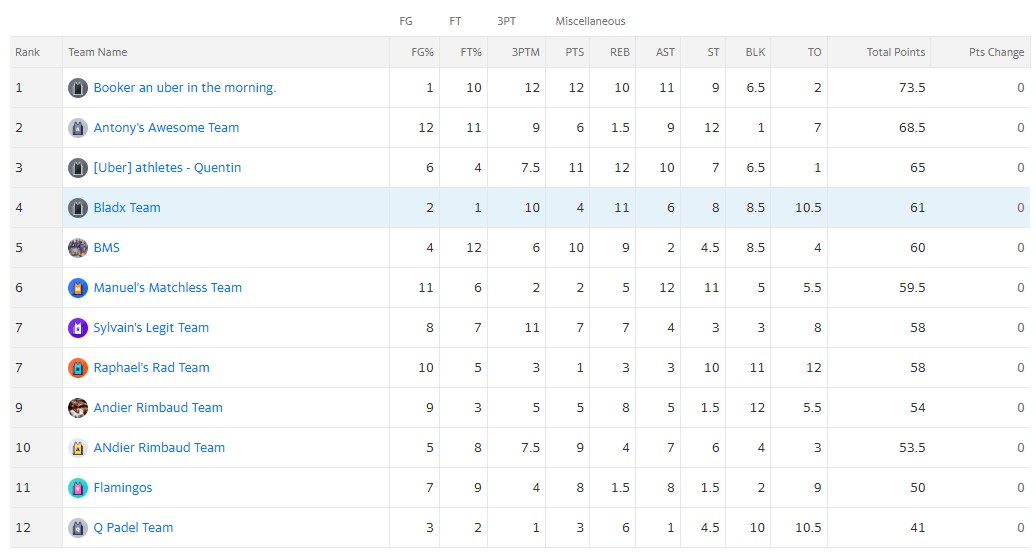 FG FT 3PT Miscellaneous
Rank Team Name FG% FT% 3PTM PTS REB AST ST BLK TO Total Points Pts Change
1 Booker an uber in the morning. 1 10 12 12 10 11 9 6.5 2 73.5 0
2 Antony's Awesome Team 12 11 9 6 1.5 9 12 1 7 68.5 0
3 [Uber] athletes - Quentin 6 4 7.5 11 12 10 7 6.5 1 65 0
4 Bladx Team 2 1 10 4 11 6 8 8.5 10.5 61 0
5 BMS 4 12 6 10 9 2 4.5 8.5 4 60 0
6 Manuel's Matchless Team 11 6 2 2 5 12 11 5 5.5 59.5 0
7 Sylvain's Legit Team 8 7 11 7 7 4 3 3 8 58 0
7 Raphael's Rad Team 10 5 3 1 3 3 10 11 12 58 0
9 Andier Rimbaud Team 9 3 5 5 8 5 1.5 12 5.5 54 0
10 ANdier Rimbaud Team 5 8 7.5 9 4 7 6 4 3 53.5 0
11 Flamingos 7 9 4 8 1.5 8 1.5 2 9 50 0
12 Q Padel Team 3 2 1 3 6 1 4.5 10 10.5 41 0